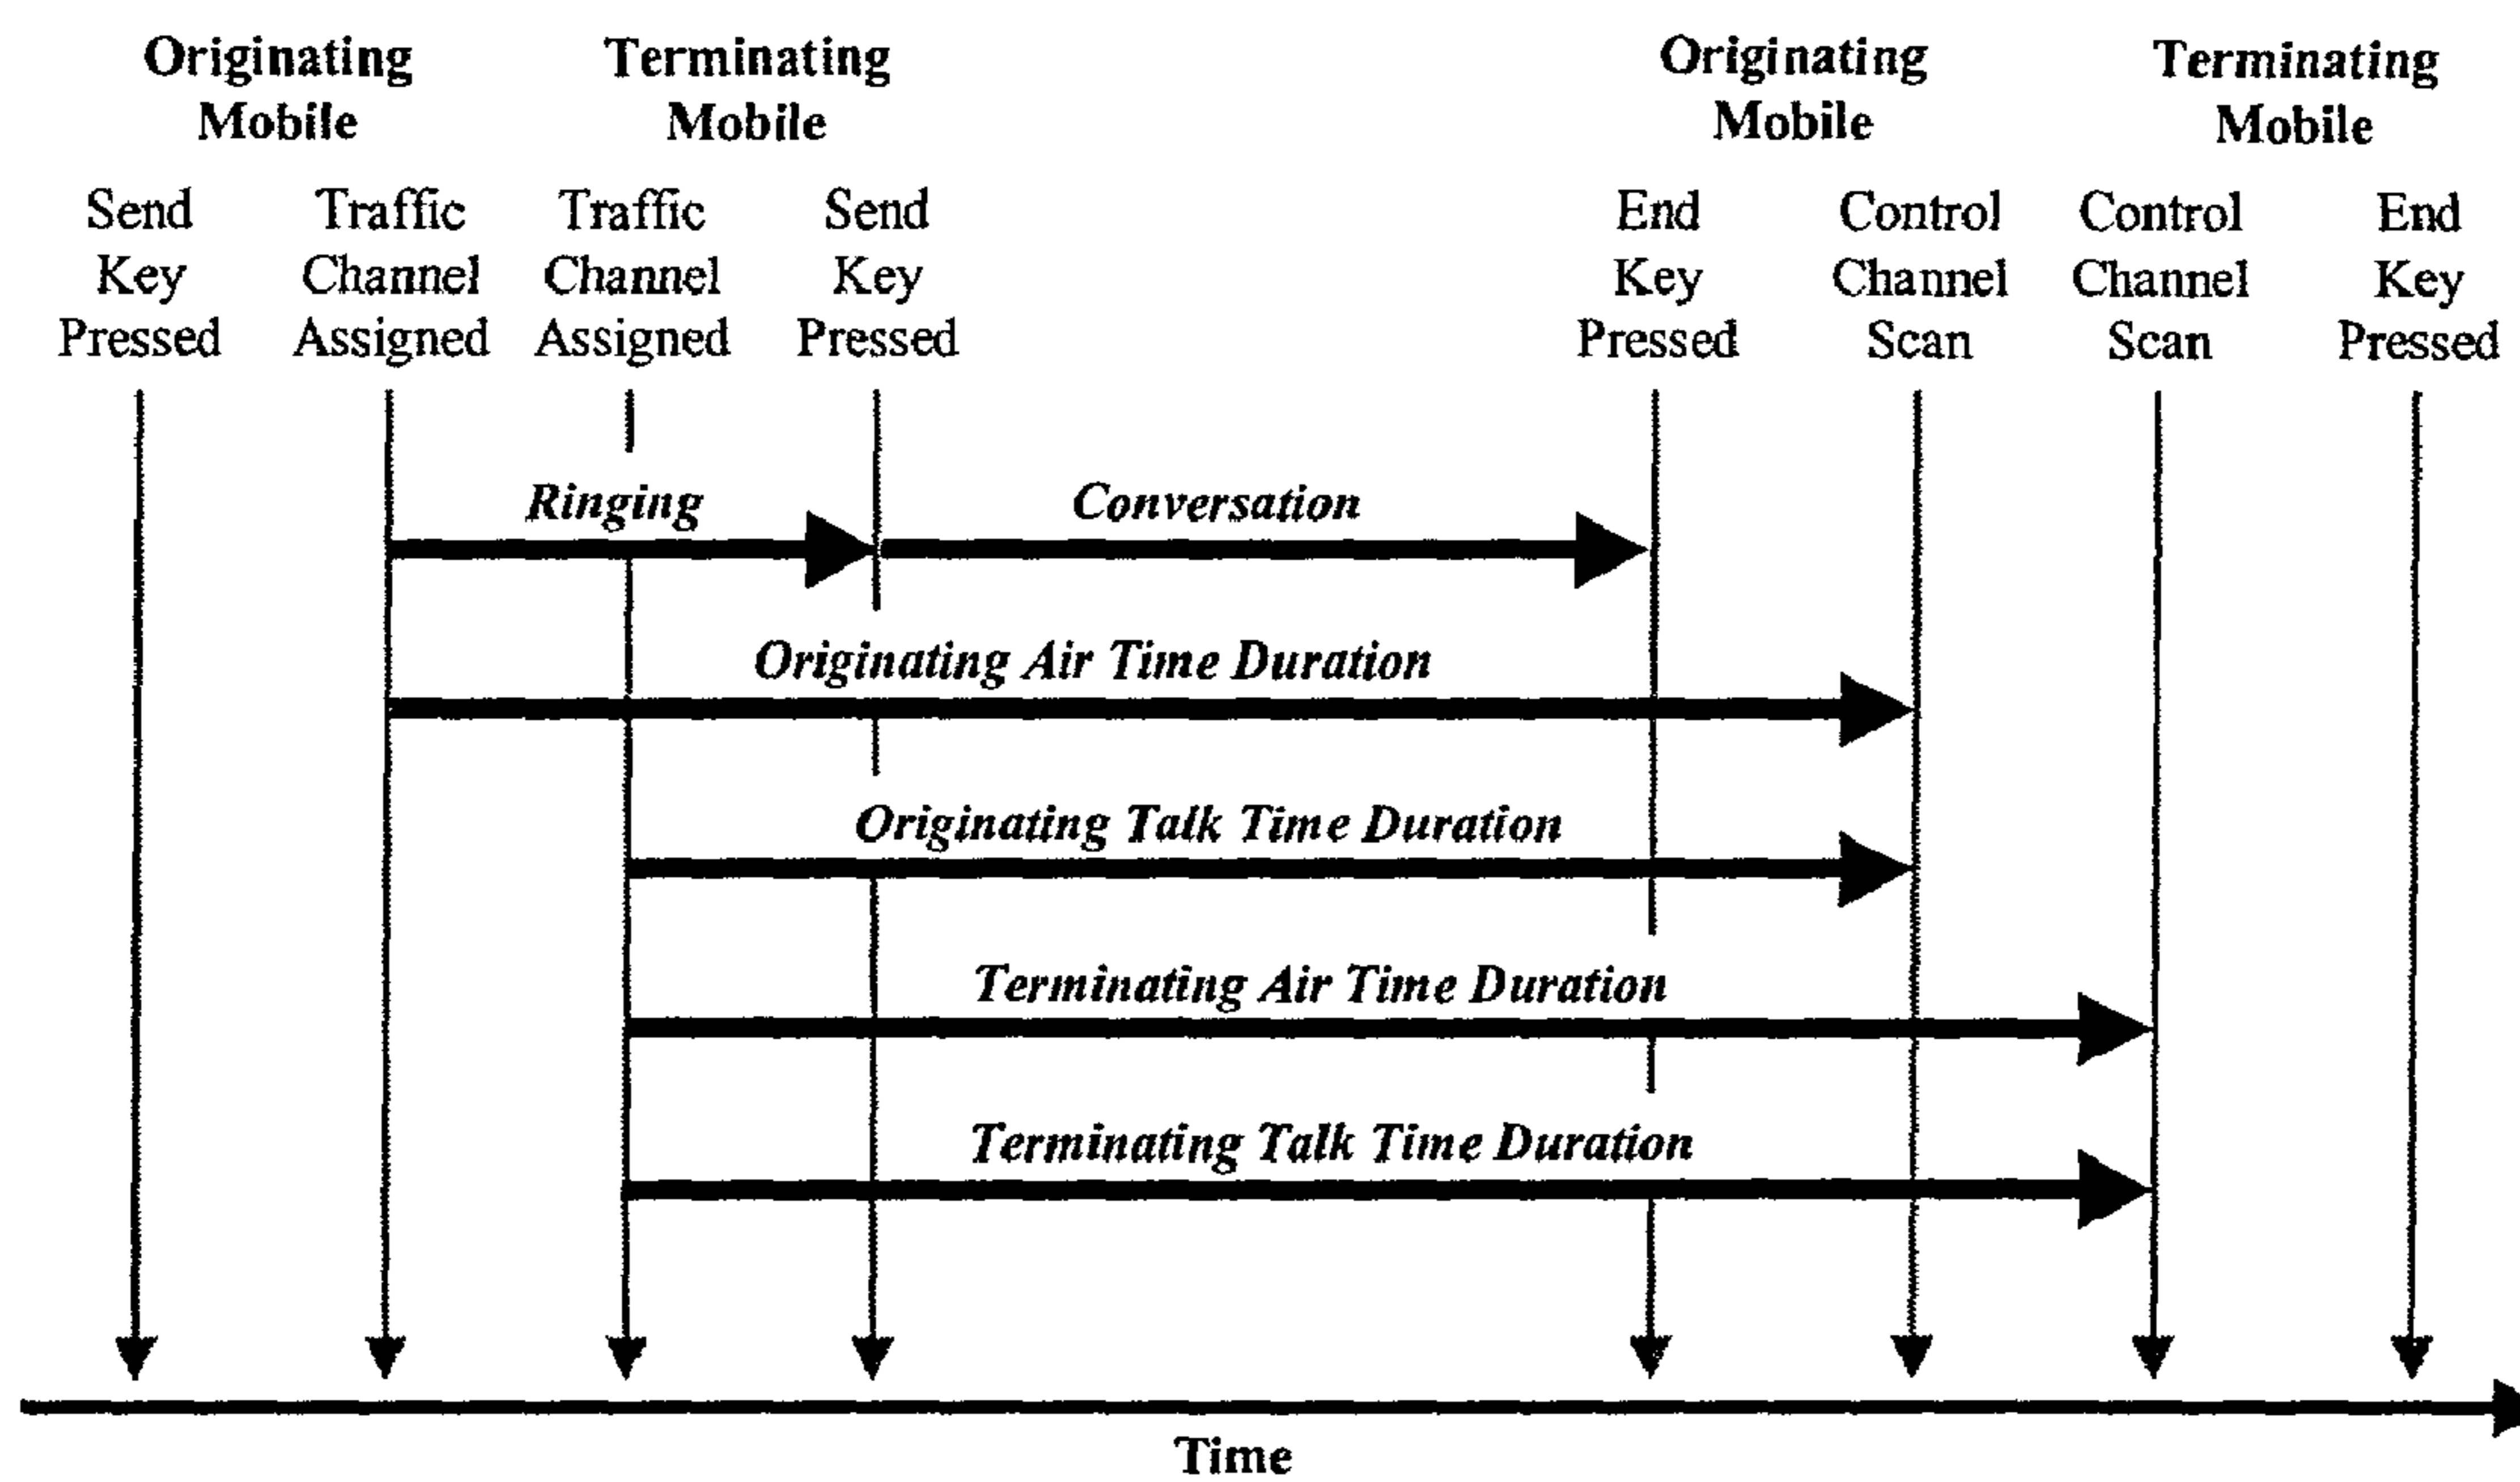 Originating
Mobile
Terminating
Mobile
Originating
Mobile
Terminating
Mobile
Send
Key
Pressed
Traffic
Channel
Assigned
Traffic
Channel
Assigned
Send
Key
Pressed
End
Key
Pressed
Control
Channel
Scan
Control
Channel
Scan
End
Key
Pressed
Ringing
Conversation
Originating Air Time Duration
Originating Talk Time Duration
Terminating Air Time Duration
Terminating Talk Time Duration
Time